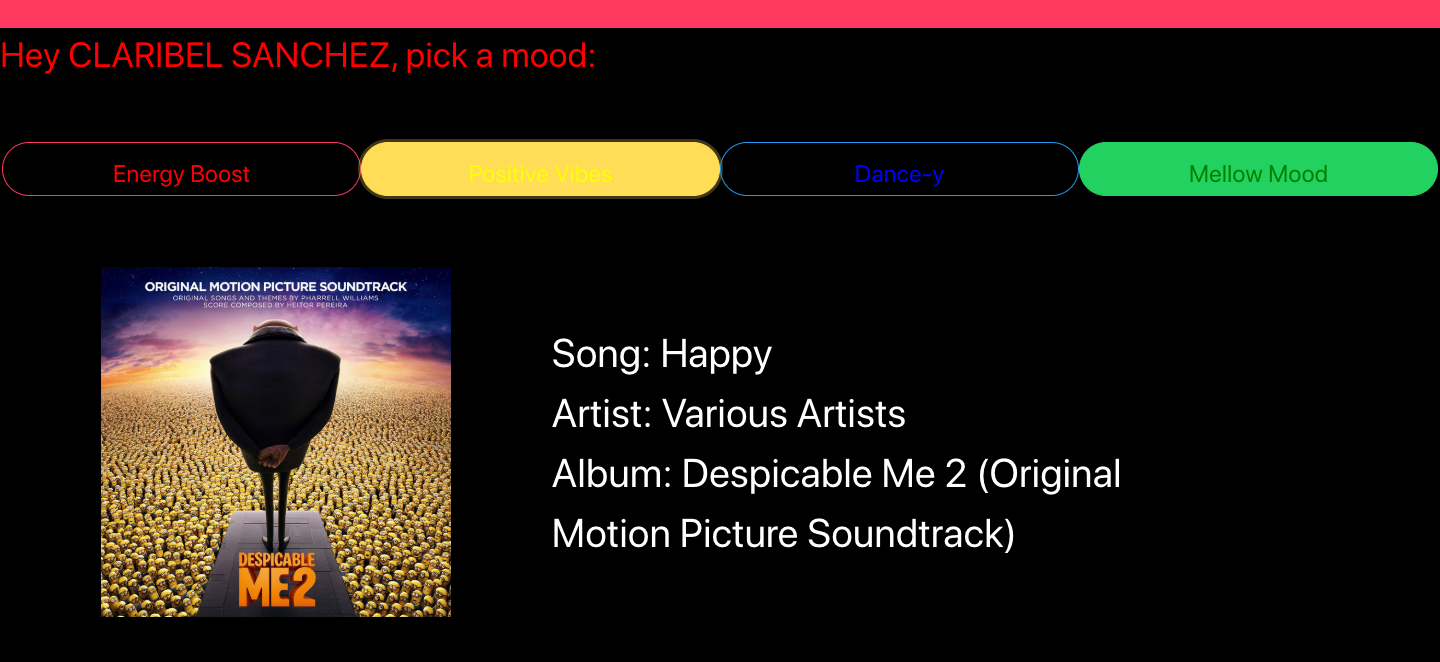 Hey CLARIBEL SANCHEZ, pick a mood:
Energy Boost
Positive Vibes
Dance-y
Mellow Mood
ORIGINAL MOTION PICTURE SOUNDTRACK
ORIGINAL SONGS AND THEMES BY PHARRELL WILLIAMS
SCORE COMPOSED BY HEITOR PEREIRA
DESPICABLE
ME2
Song: Happy
Artist: Various Artists
Album: Despicable Me 2 (Original
Motion Picture Soundtrack)